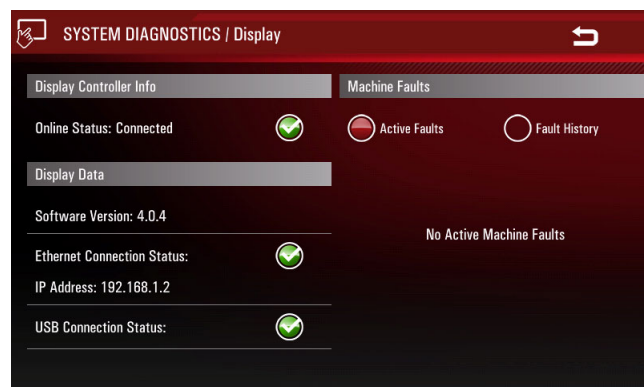 SYSTEM DIAGNOSTICS / Display
Display Controller Info
Online Status: Connected
Display Data
Software Version: 4.0.4
Ethernet Connection Status:
IP Address: 192.168.1.2
USB Connection Status:
Machine Faults
Active Faults
Fault History
No Active Machine Faults